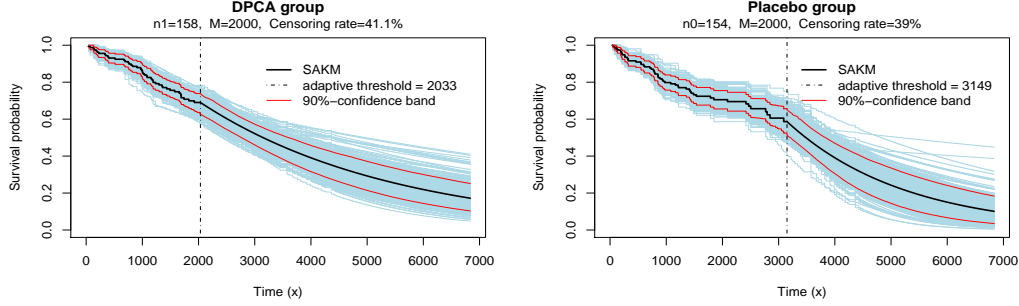 DPCA group
n1=158, M=2000, Censoring rate=41.1%
Survival probability
1.0
0.8
0.6
0.4
0.2
0.0
SAKM
adaptive threshold = 2033
90%-confidence band
0 1000 2000 3000 4000 5000 6000 7000
Time (x)
Placebo group
n0=154, M=2000, Censoring rate=39%
Survival probability
1.0
0.8
0.6
0.4
0.2
0.0
SAKM
adaptive threshold = 3149
90%-confidence band
0 1000 2000 3000 4000 5000 6000 7000
Time (x)